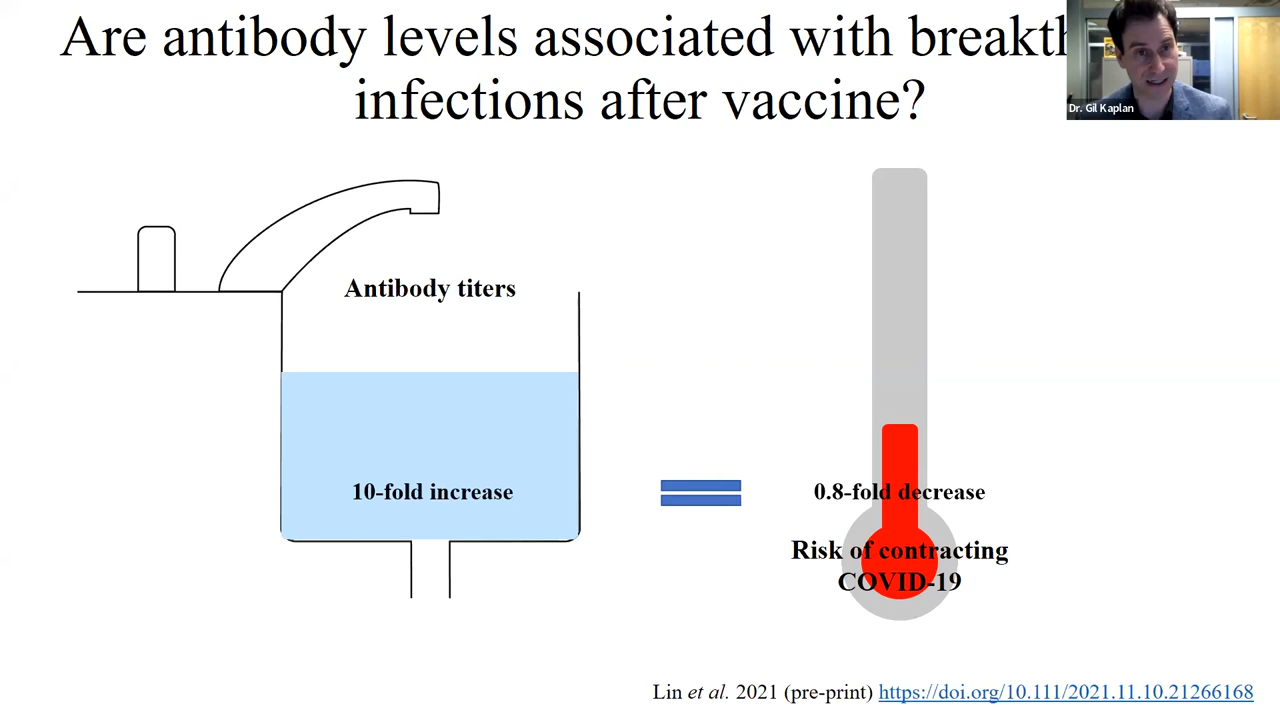 Are antibody levels associated with breakth
infections after vaccine?
Dr. Gil Kaplan
Antibody titers
10-fold increase
0.8-fold decrease
Risk of contracting
COVID-19
Lin et al. 2021 (pre-print) https://doi.org/10.111/2021.11.10.21266168